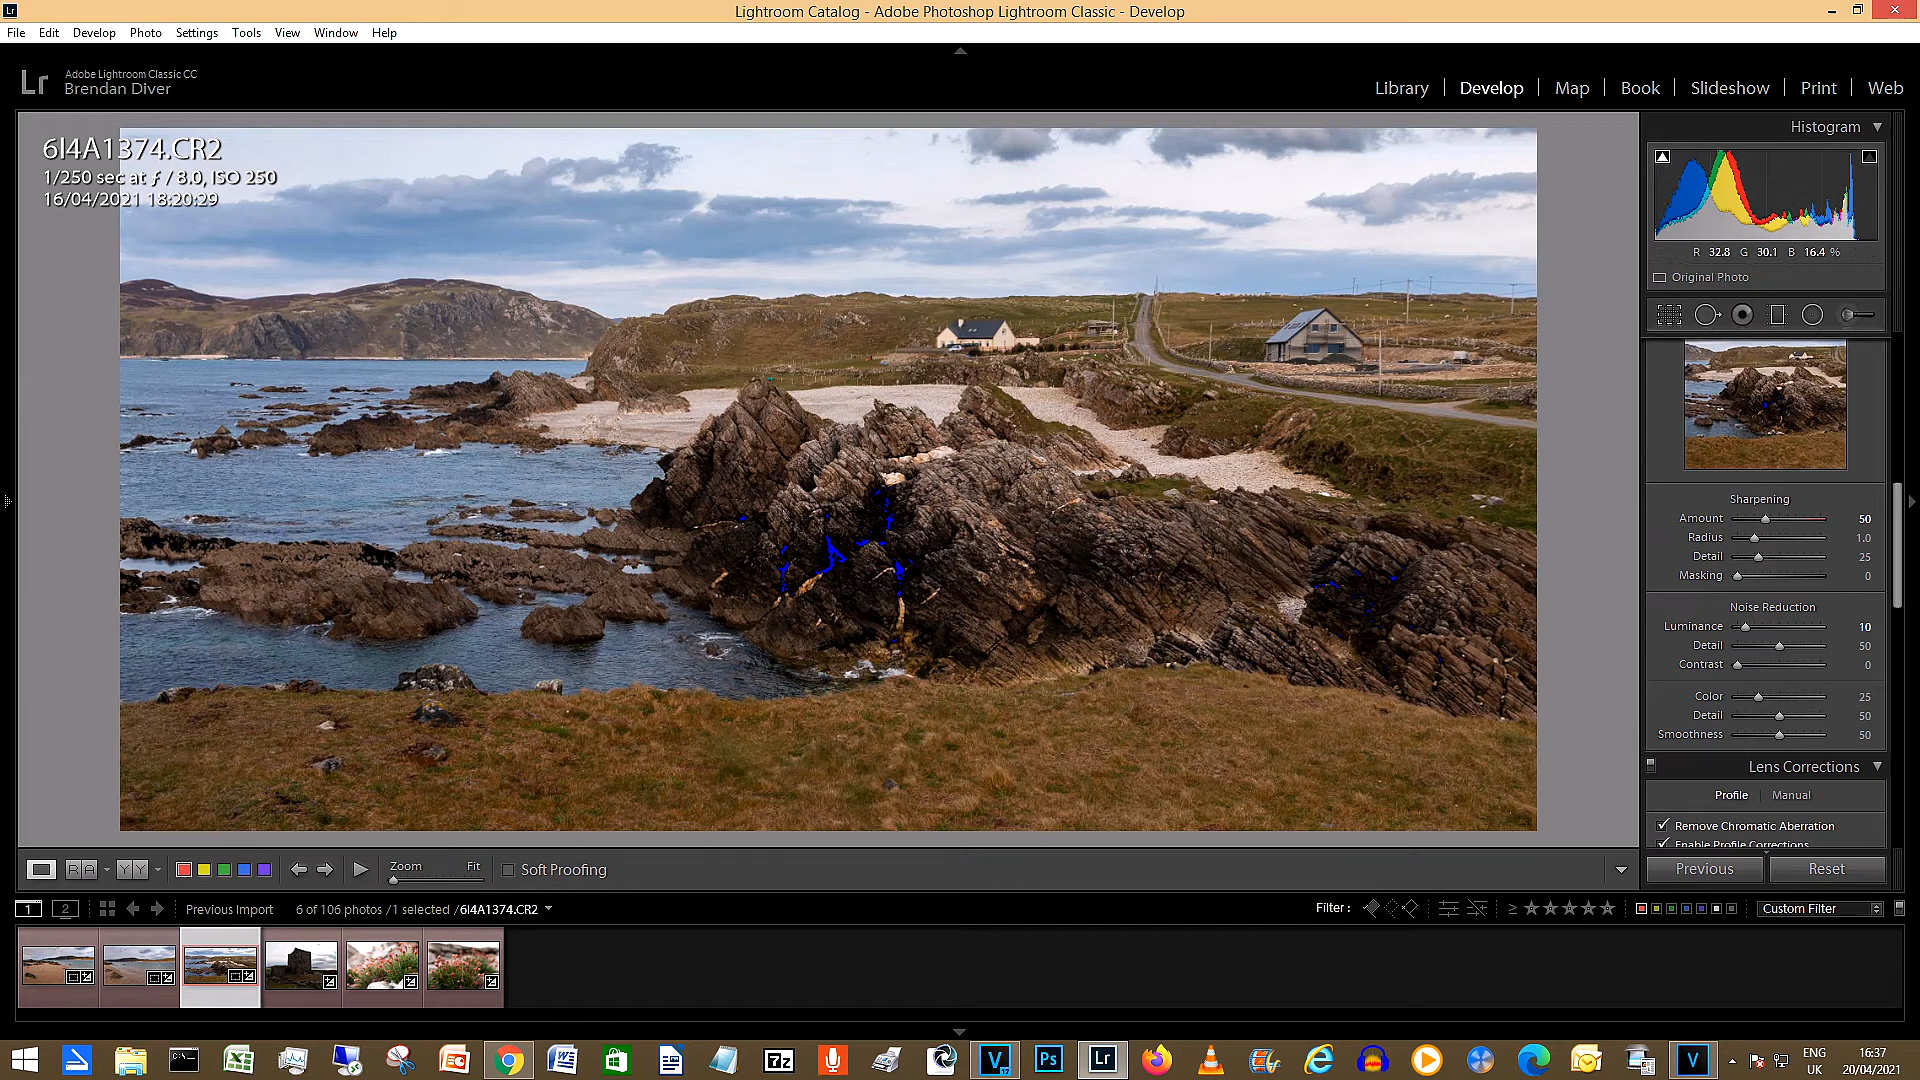 Lr
Lightroom Catalog - Adobe Photoshop Lightroom Classic - Develop
File Edit Develop Photo Settings Tools View Window Help
Lr
Adobe Lightroom Classic CC
Brendan Diver
Library Develop Map Book Slideshow Print Web
6I4A1374.CR2
1/250 sec at ƒ / 8.0, ISO 250
16/04/2021 18:20:29
Histogram
R 32.8 G 30.1 B 16.4 %
Original Photo
Sharpening
Amount 50
Radius 1.0
Detail 25
Masking 0
Noise Reduction
Luminance 10
Detail 50
Contrast 0
Color 25
Detail 50
Smoothness 50
Lens Corrections
Profile Manual
Remove Chromatic Aberration
Enable Profile Corrections
Previous Reset
R A Y Y Zoom Fit Soft Proofing
1 2 Previous Import 6 of 106 photos /1 selected /6I4A1374.CR2 Filter : ≥ Custom Filter
7z V 17 Ps Lr V
ENG 16:37
UK 20/04/2021